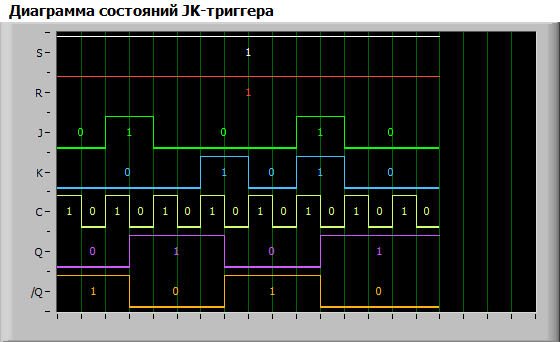 Диаграмма состояний JK-триггера
S 1
R 1
J 0 1 0 1 0
K 0 1 0 1 0
C 1 0 1 0 1 0 1 0 1 0 1 0 1 0 1 0
Q 0 1 0 1
/Q 1 0 1 0